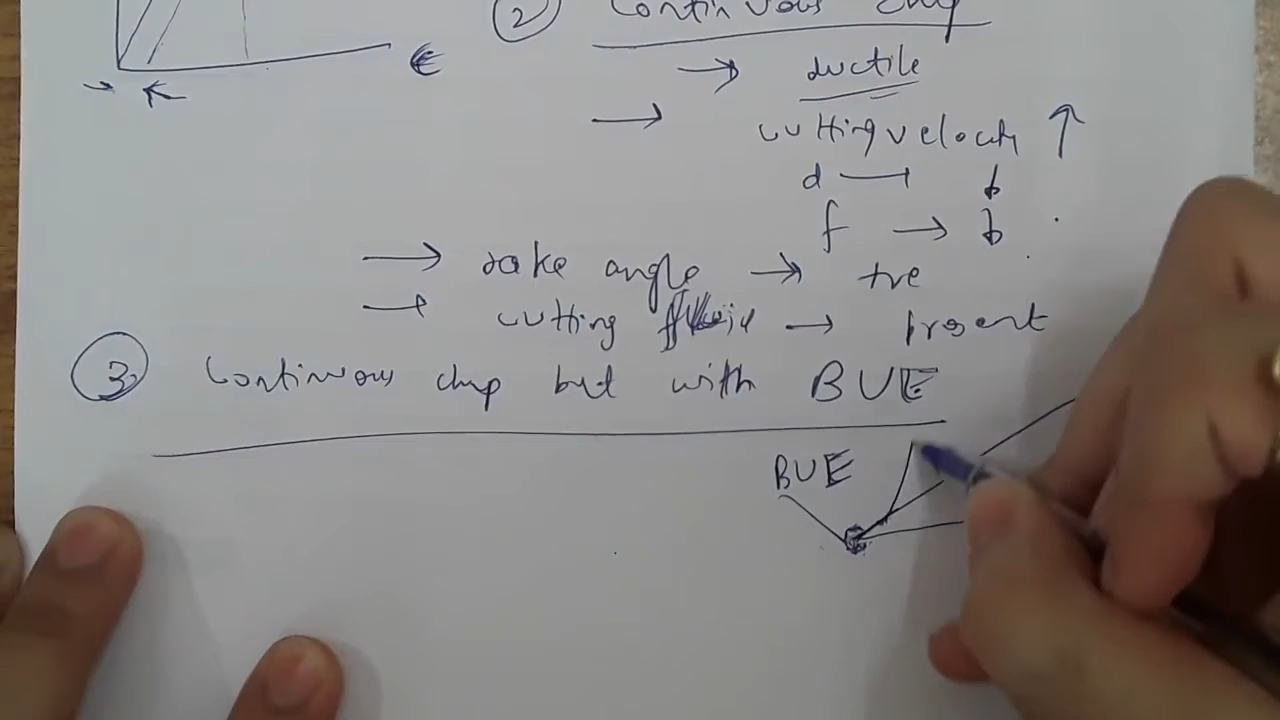 2 Continuous chip
ϵ
→ ductile
→ cutting velocity ↑
d → ↓
f → ↓
→ rake angle → +ve
→ cutting fluid → present
3. Continuous chip but with BUE
BUE